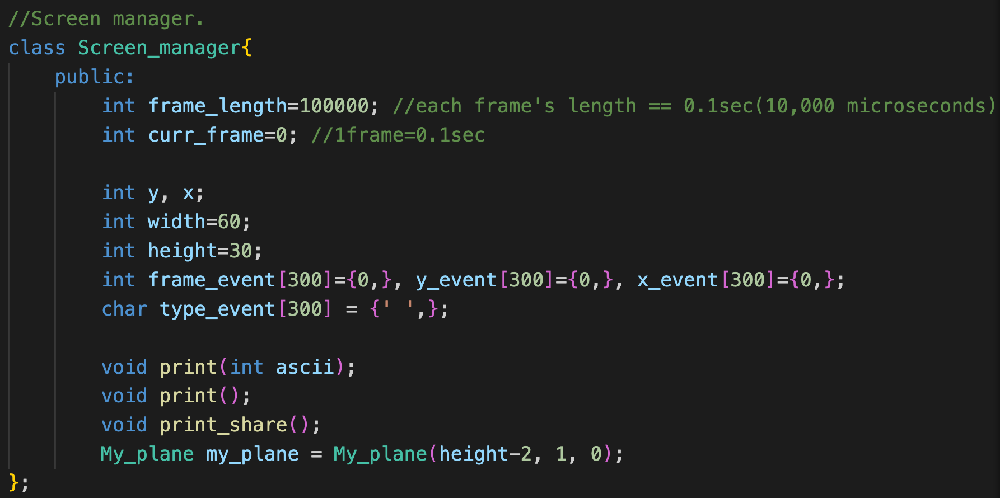 //Screen manager.
class Screen_manager{
    public:
        int frame_length=100000; //each frame's length == 0.1sec(10,000 microseconds)
        int curr_frame=0; //1frame=0.1sec

        int y, x;
        int width=60;
        int height=30;
        int frame_event[300]={0,}, y_event[300]={0,}, x_event[300]={0,};
        char type_event[300] = {' ',};

        void print(int ascii);
        void print();
        void print_share();
        My_plane my_plane = My_plane(height-2, 1, 0);
};